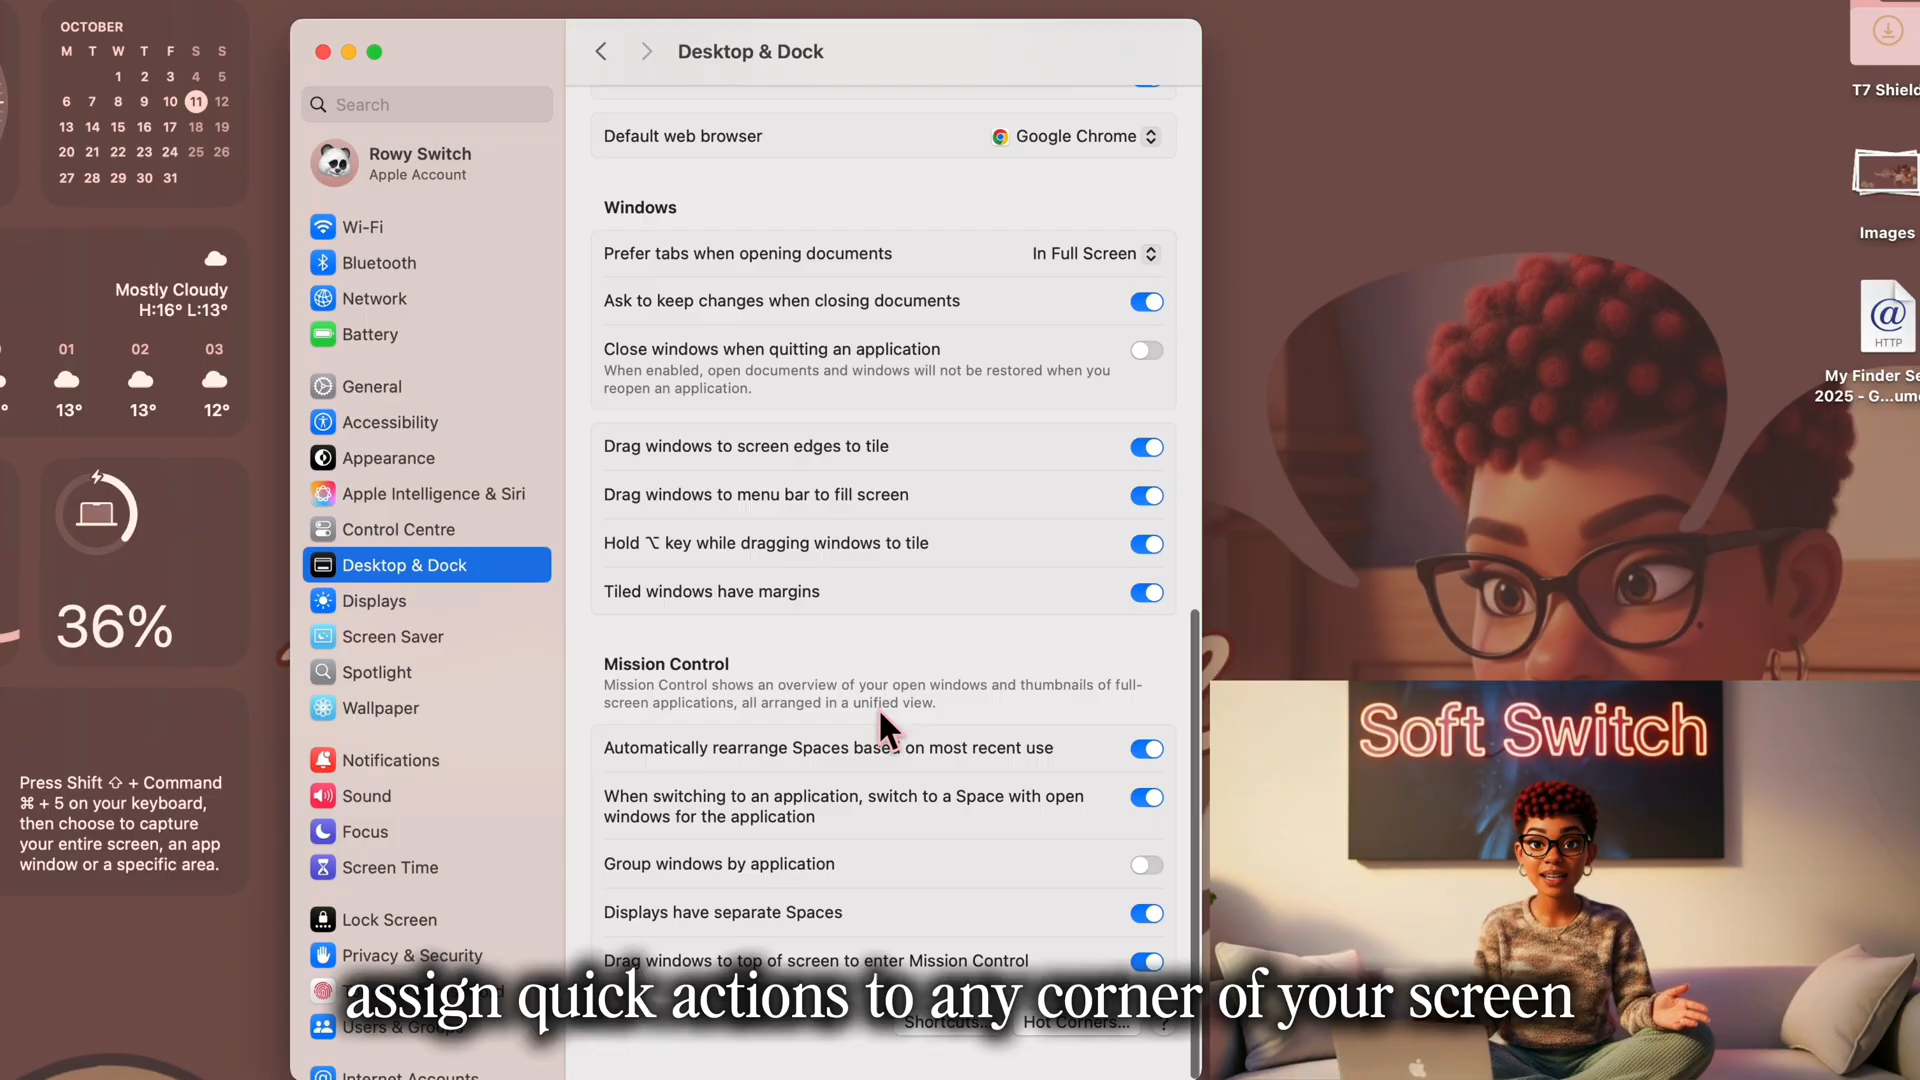 OCTOBER
M T W T F S S
1 2 3 4 5
6 7 8 9 10 11 12
13 14 15 16 17 18 19
20 21 22 23 24 25 26
27 28 29 30 31
Mostly Cloudy
H:16° L:13°
01 02 03
13° 13° 12°
36%
Press Shift ⇧ + Command
⌘ + 5 on your keyboard,
then choose to capture
your entire screen, an app
window or a specific area.
Search
Rowy Switch
Apple Account
Wi-Fi
Bluetooth
Network
Battery
General
Accessibility
Appearance
Apple Intelligence & Siri
Control Centre
Desktop & Dock
Displays
Screen Saver
Spotlight
Wallpaper
Notifications
Sound
Focus
Screen Time
Lock Screen
Privacy & Security
Users & Groups
Internet Accounts
Desktop & Dock
Default web browser
Google Chrome
Windows
Prefer tabs when opening documents
In Full Screen
Ask to keep changes when closing documents
Close windows when quitting an application
When enabled, open documents and windows will not be restored when you
reopen an application.
Drag windows to screen edges to tile
Drag windows to menu bar to fill screen
Hold ⌥ key while dragging windows to tile
Tiled windows have margins
Mission Control
Mission Control shows an overview of your open windows and thumbnails of full-
screen applications, all arranged in a unified view.
Automatically rearrange Spaces based on most recent use
When switching to an application, switch to a Space with open
windows for the application
Group windows by application
Displays have separate Spaces
Drag windows to top of screen to enter Mission Control
Shortcuts... Hot Corners... ?
assign quick actions to any corner of your screen
T7 Shield
Images
HTTP
My Finder Se
2025 - G...ume
Soft Switch